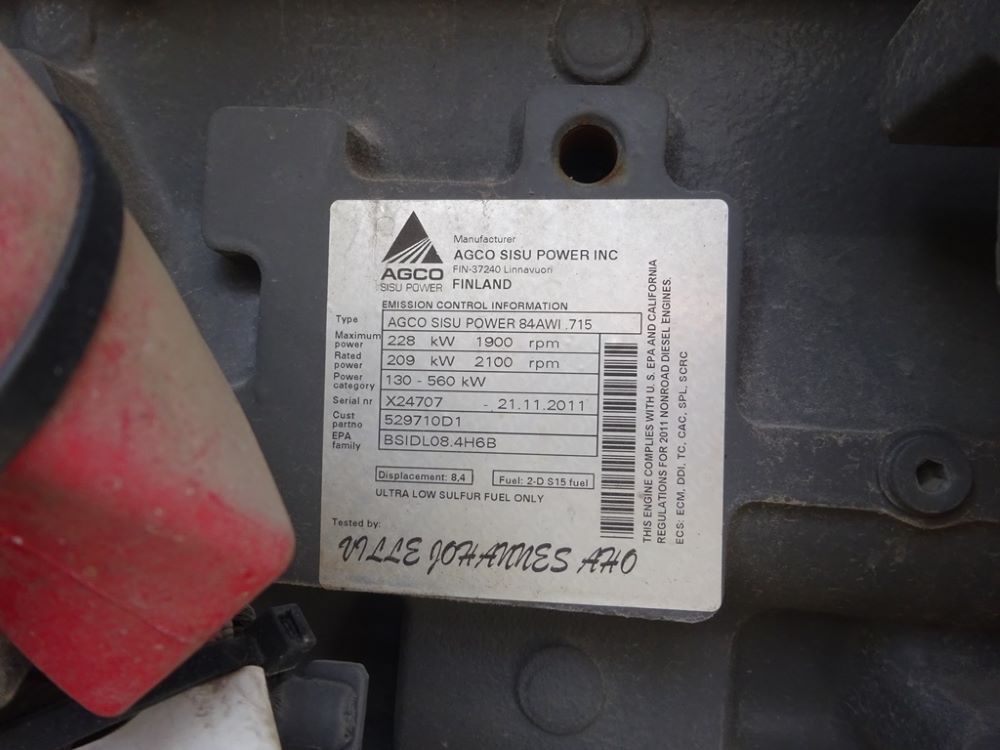 AGCO
SISU POWER
Manufacturer
AGCO SISU POWER INC
FIN-37240 Linnavuori
FINLAND
EMISSION CONTROL INFORMATION
Type AGCO SISU POWER 84AWI .715
Maximum power 228 kW 1900 rpm
Rated power 209 kW 2100 rpm
Power category 130 - 560 kW
Serial nr X24707 -. 21.11.2011
Cust partno 529710D1
EPA family BSIDL08.4H6B
Displacement: 8,4 Fuel: 2-D S15 fuel
ULTRA LOW SULFUR FUEL ONLY
Tested by:
VILLE JOHANNES AHO
THIS ENGINE COMPLIES WITH U. S. EPA AND CALIFORNIA
REGULATIONS FOR 2011 NONROAD DIESEL ENGINES.
ECS: ECM, DDI, TC, CAC, SPL, SCRC